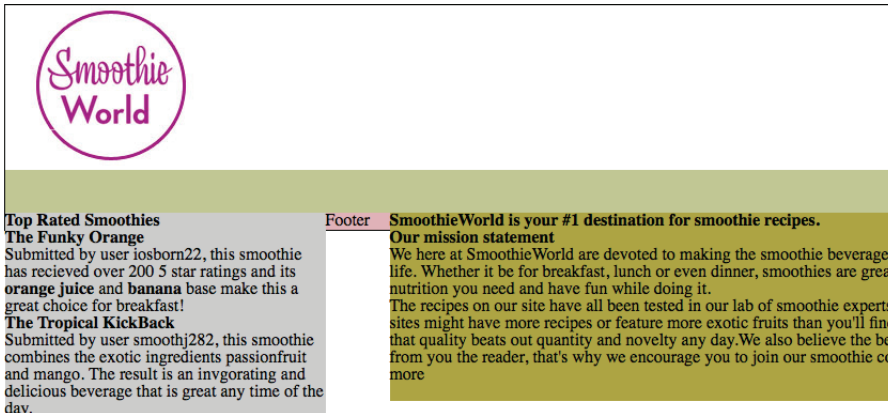 Smoothie
World
Top Rated Smoothies
The Funky Orange
Submitted by user iosborn22, this smoothie
has recieved over 200 5 star ratings and its
orange juice and banana base make this a
great choice for breakfast!
The Tropical KickBack
Submitted by user smoothj282, this smoothie
combines the exotic ingredients passionfruit
and mango. The result is an invgorating and
delicious beverage that is great any time of the
day.
Footer
SmoothieWorld is your #1 destination for smoothie recipes.
Our mission statement
We here at SmoothieWorld are devoted to making the smoothie beverage
life. Whether it be for breakfast, lunch or even dinner, smoothies are grea
nutrition you need and have fun while doing it.
The recipes on our site have all been tested in our lab of smoothie experts
sites might have more recipes or feature more exotic fruits than you'll fin
that quality beats out quantity and novelty any day.We also believe the be
from you the reader, that's why we encourage you to join our smoothie co
more